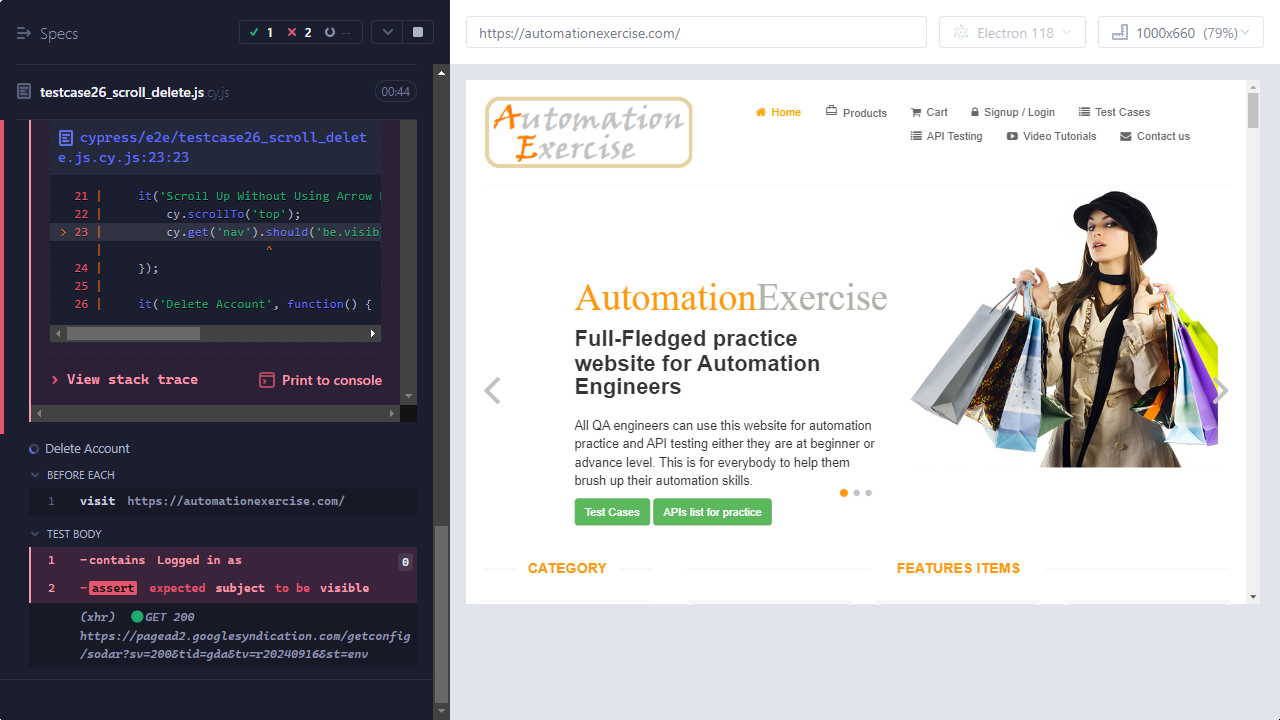 Specs
1
2
--
testcase26_scroll_delete.js.cy.js
00:44
cypress/e2e/testcase26_scroll_delet
e.js.cy.js:23:23
21 | it('Scroll Up Without Using Arrow
22 | cy.scrollTo('top');
> 23 | cy.get('nav').should('be.visib
| ^
24 | });
25 |
26 | it('Delete Account', function() {
> View stack trace
Print to console
Delete Account
BEFORE EACH
1 visit https://automationexercise.com/
TEST BODY
1 -contains Logged in as 0
2 -assert expected subject to be visible
(xhr) GET 200
https://pagead2.googlesyndication.com/getconfig
/sodar?sv=200&tid=gda&tv=r20240916&st=env
https://automationexercise.com/
Electron 118
1000x660 (79%)
Automation
Exercise
Home
Products
Cart
Signup / Login
Test Cases
API Testing
Video Tutorials
Contact us
AutomationExercise
Full-Fledged practice
website for Automation
Engineers
All QA engineers can use this website for automation
practice and API testing either they are at beginner or
advance level. This is for everybody to help them
brush up their automation skills.
Test Cases
APIs list for practice
CATEGORY
FEATURES ITEMS